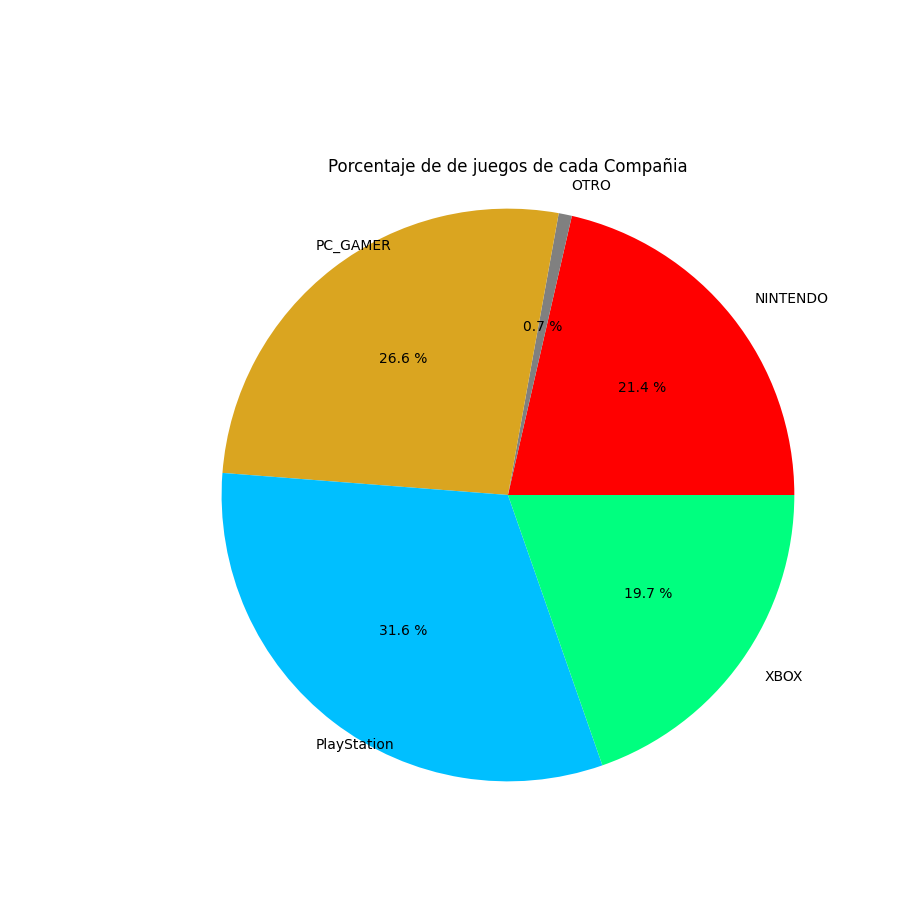 Porcentaje de de juegos de cada Compañia
OTRO
PC_GAMER
NINTENDO
0.7 %
26.6 %
21.4 %
19.7 %
31.6 %
XBOX
PlayStation